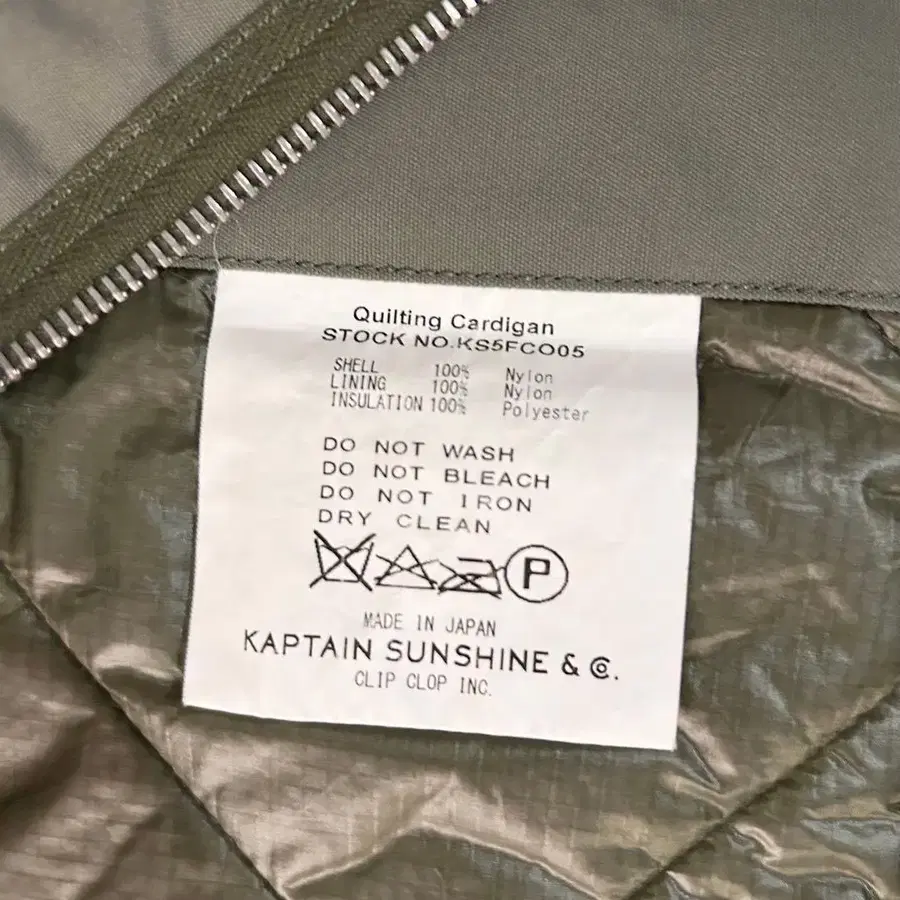 Quilting Cardigan
STOCK NO.KS5FCO05
SHELL 100% Nylon
LINING 100% Nylon
INSULATION 100% Polyester
DO NOT WASH
DO NOT BLEACH
DO NOT IRON
DRY CLEAN
P
MADE IN JAPAN
KAPTAIN SUNSHINE & Co.
CLIP CLOP INC.